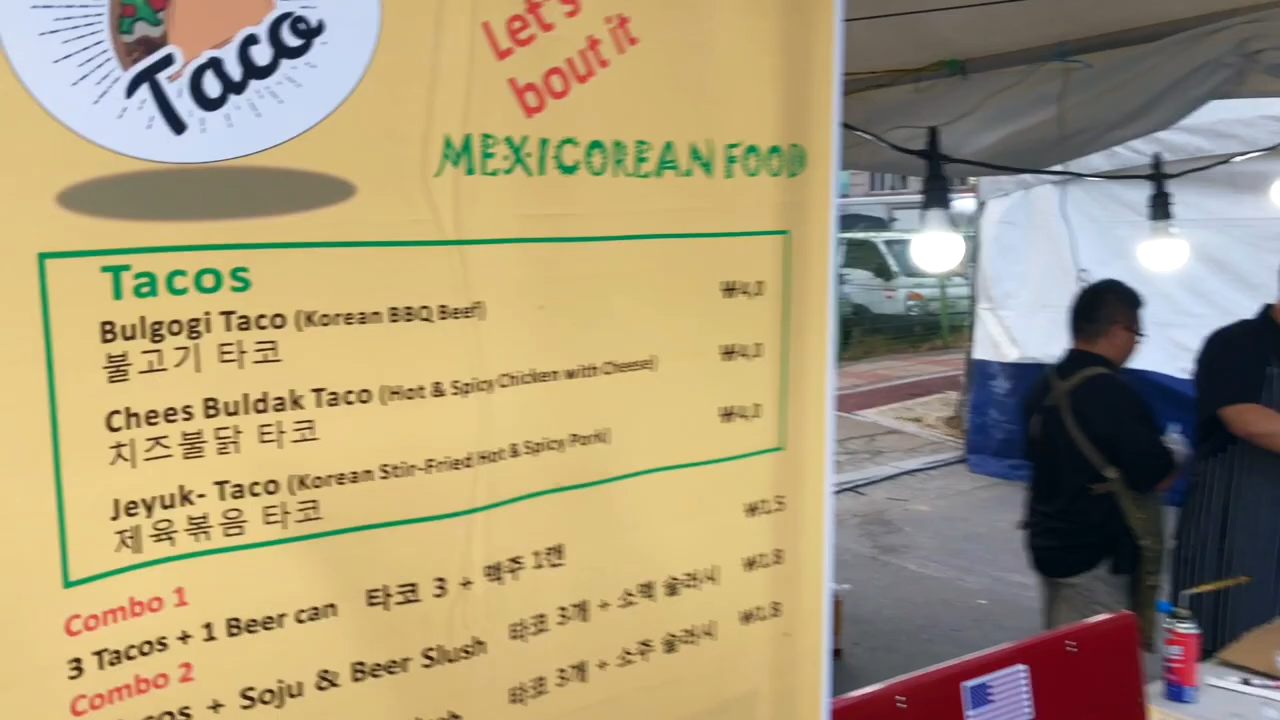 Taco
Let's
bout it
MEXICOREAN FOOD
Tacos
Bulgogi Taco (Korean BBQ Beef)
불고기 타코
Chees Buldak Taco (Hot & Spicy Chicken with Cheese)
치즈불닭 타코
Jeyuk- Taco (Korean Stir-Fried Hot & Spicy Pork)
제육볶음 타코
Combo 1
3 Tacos + 1 Beer can 타코 3 + 맥주 1캔
Combo 2
+ Soju & Beer Slush 타코 3개 + 소맥 슬러시
타코 3개 + 소주 슬러시